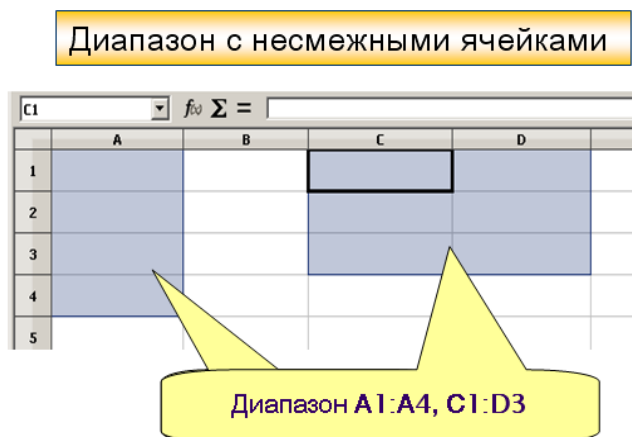 Диапазон с несмежными ячейками
C1 f(x) Σ =
A B C D
1
2
3
4
5
Диапазон A1:A4, C1:D3